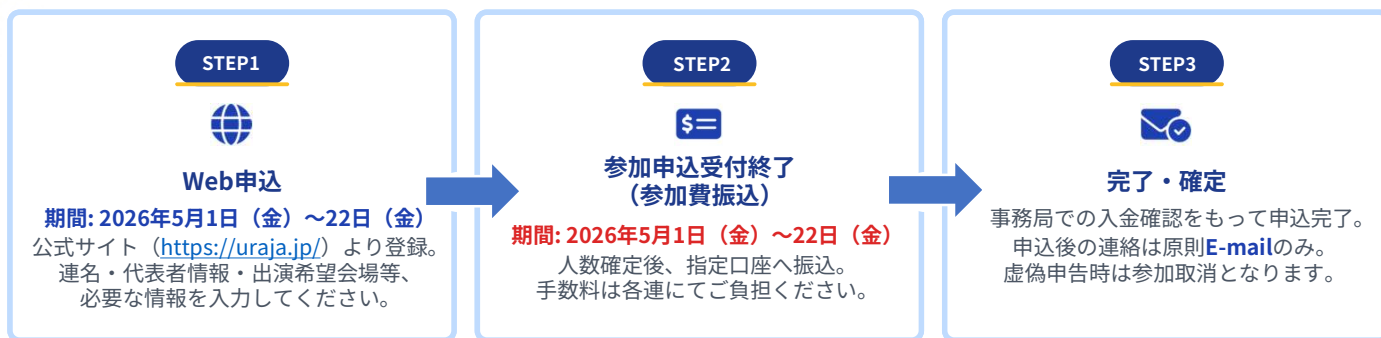 STEP1
Web申込
期間: 2026年5月1日（金）～22日（金）
公式サイト（https://uraja.jp/）より登録。
連名・代表者情報・出演希望会場等、
必要な情報を入力してください。
STEP2
参加申込受付終了
（参加費振込）
期間: 2026年5月1日（金）～22日（金）
人数確定後、指定口座へ振込。
手数料は各連にてご負担ください。
STEP3
完了・確定
事務局での入金確認をもって申込完了。
申込後の連絡は原則E-mailのみ。
虚偽申告時は参加取消となります。